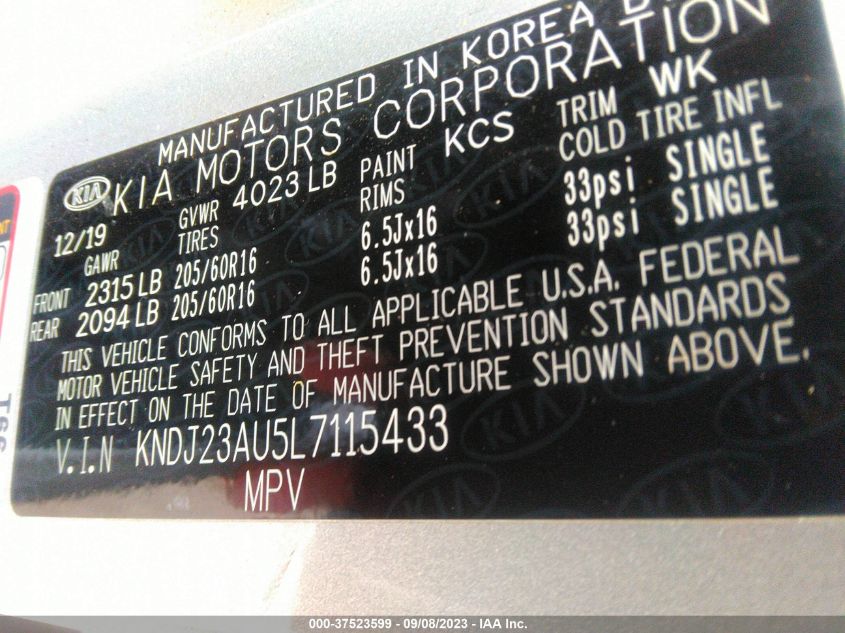 MANUFACTURED IN KOREA
KIA KIA MOTORS CORPORATION
12/19 GVWR 4023 LB PAINT KCS TRIM WK
GAWR TIRES RIMS COLD TIRE INFL
FRONT 2315 LB 205/60R16 6.5Jx16 33psi SINGLE
REAR 2094 LB 205/60R16 6.5Jx16 33psi SINGLE
THIS VEHICLE CONFORMS TO ALL APPLICABLE U.S.A. FEDERAL
MOTOR VEHICLE SAFETY AND THEFT PREVENTION STANDARDS
IN EFFECT ON THE DATE OF MANUFACTURE SHOWN ABOVE.
V.I.N KNDJ23AU5L7115433
MPV
000-37523599 - 09/08/2023 - IAA Inc.